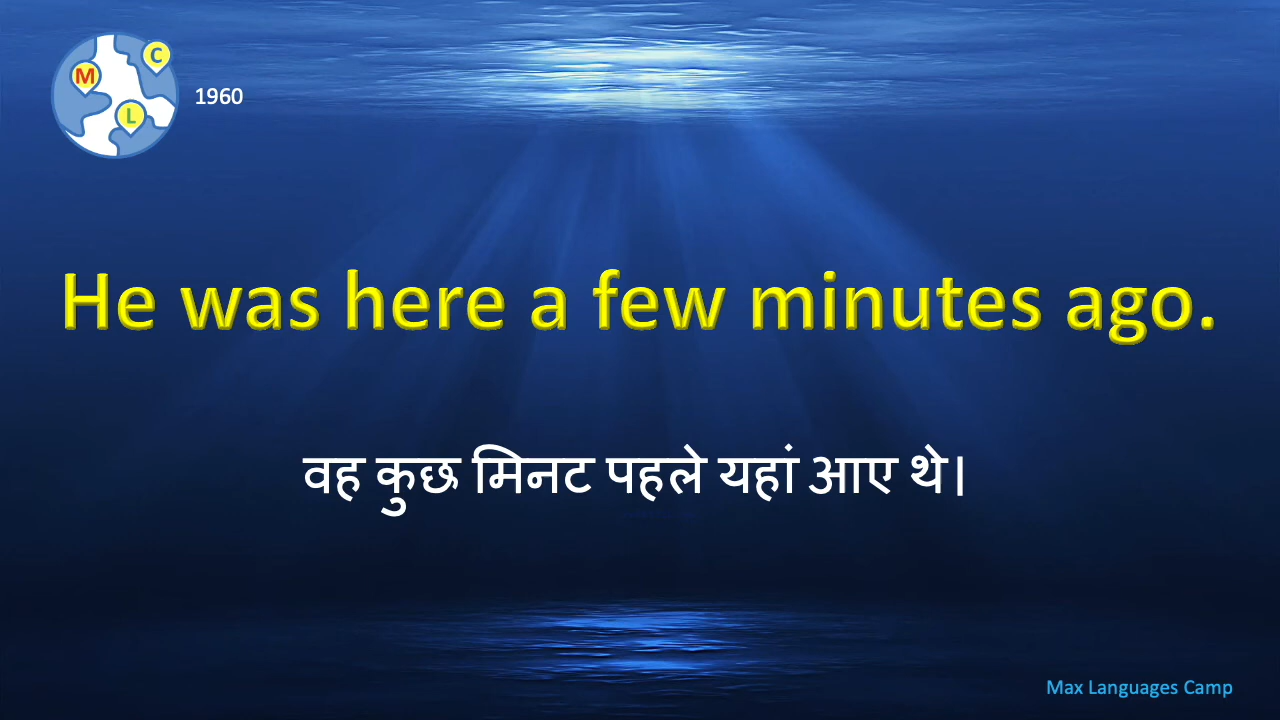 C
M
L
1960
He was here a few minutes ago.
वह कुछ मिनट पहले यहां आए थे।
Max Languages Camp